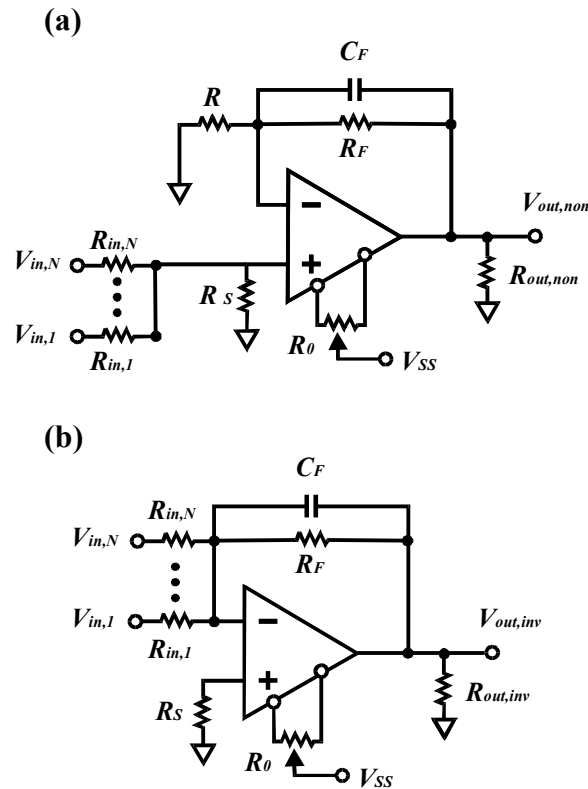 (a)
C_F
R
R_F
V_out,non
R_in,N
V_in,N
R_out,non
R_S
V_in,1
R_in,1
R_0
V_SS
(b)
C_F
R_in,N
V_in,N
R_F
V_in,1
R_in,1
V_out,inv
R_S
R_out,inv
R_0
V_SS